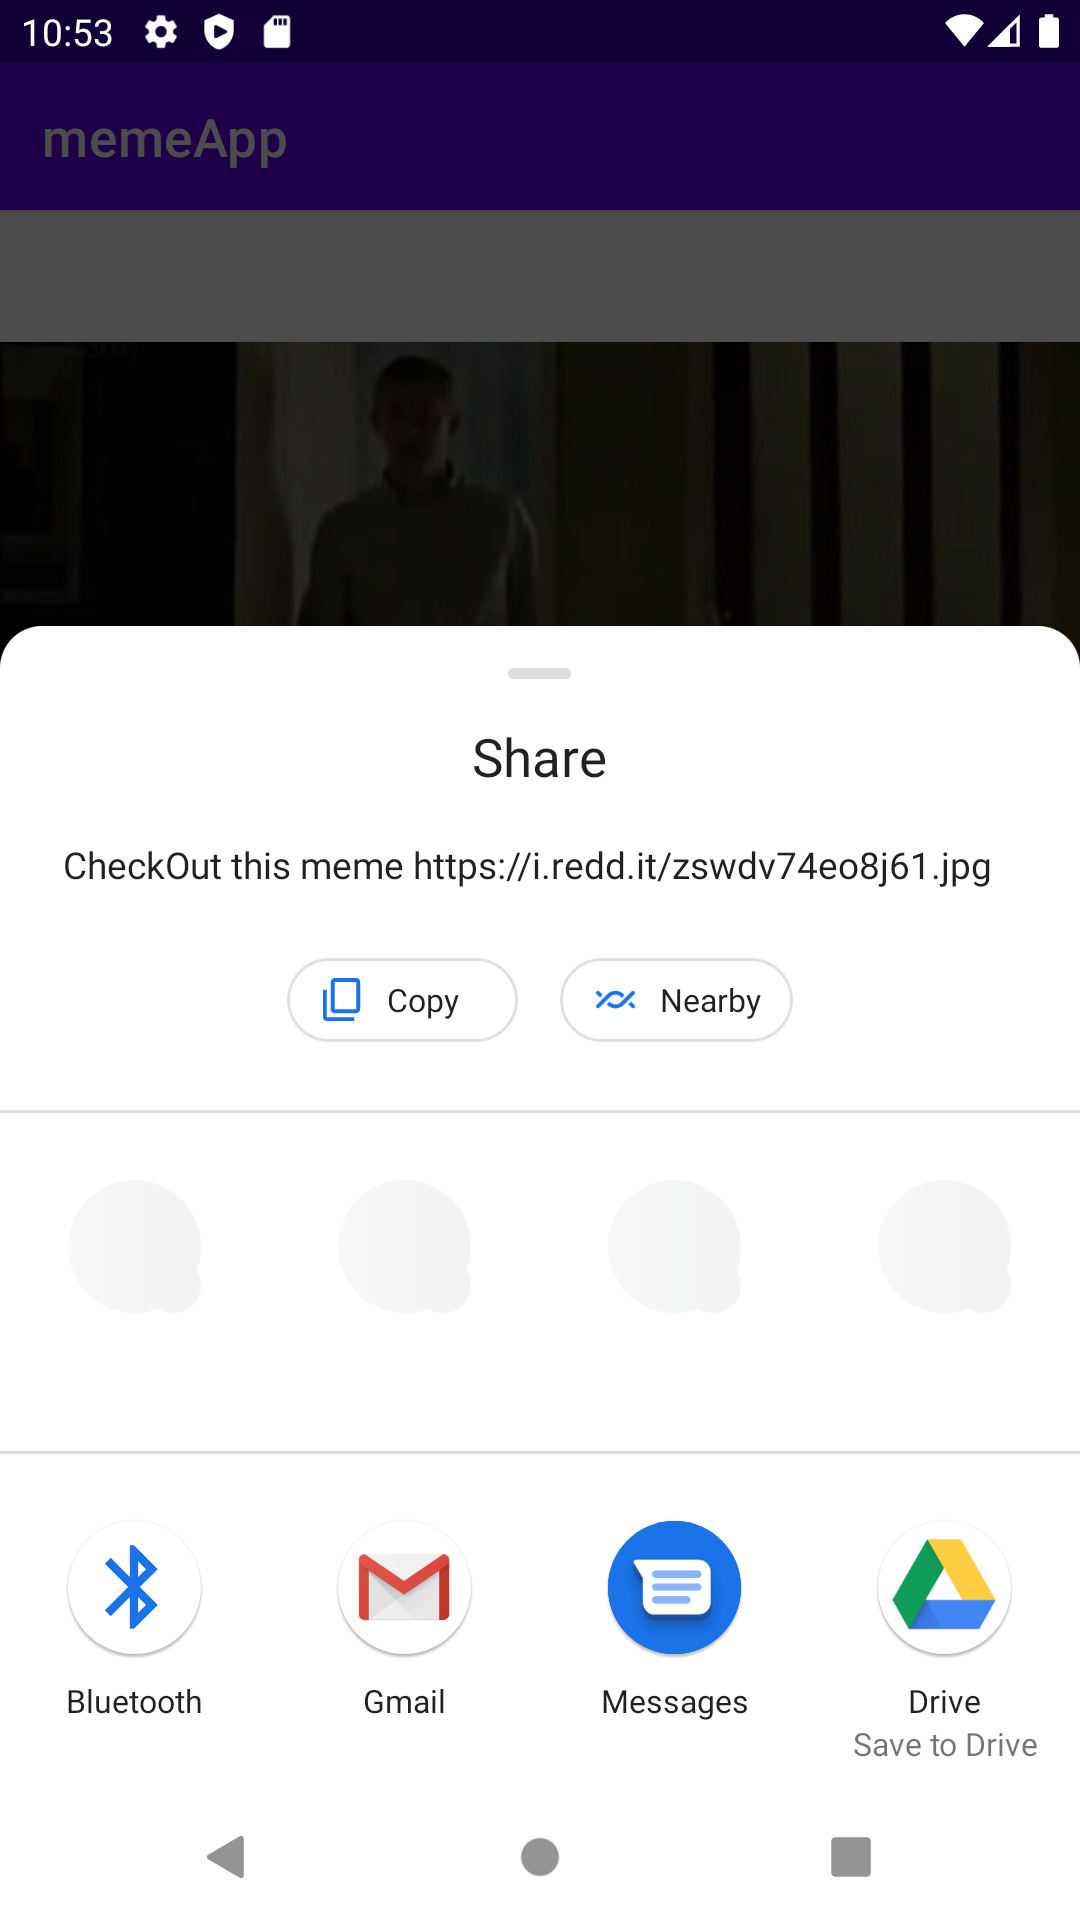 10:53
memeApp
Share
CheckOut this meme https://i.redd.it/zswdv74eo8j61.jpg
Copy
Nearby
Bluetooth
Gmail
Messages
Drive
Save to Drive